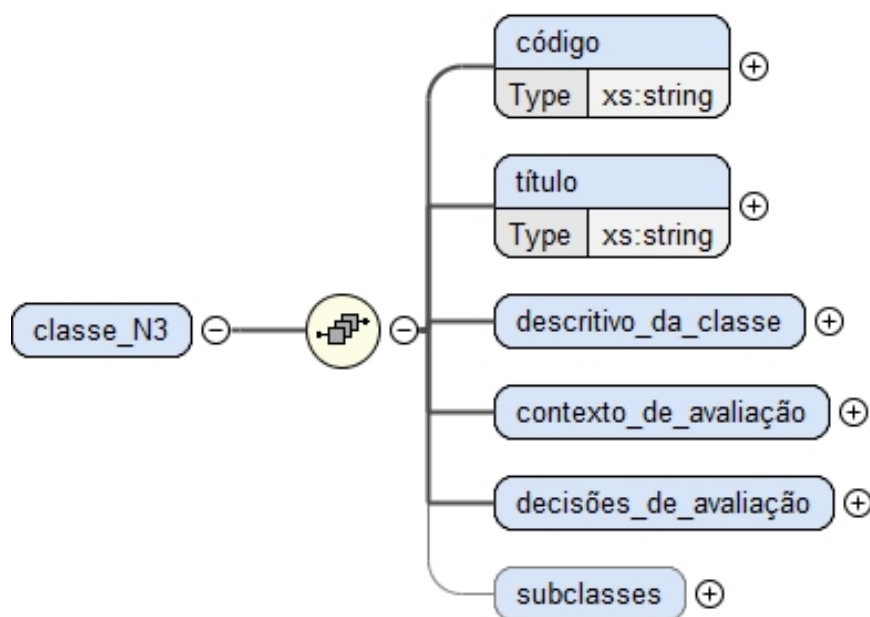 código
Type xs:string
título
Type xs:string
classe_N3
descritivo_da_classe
contexto_de_avaliação
decisões_de_avaliação
subclasses